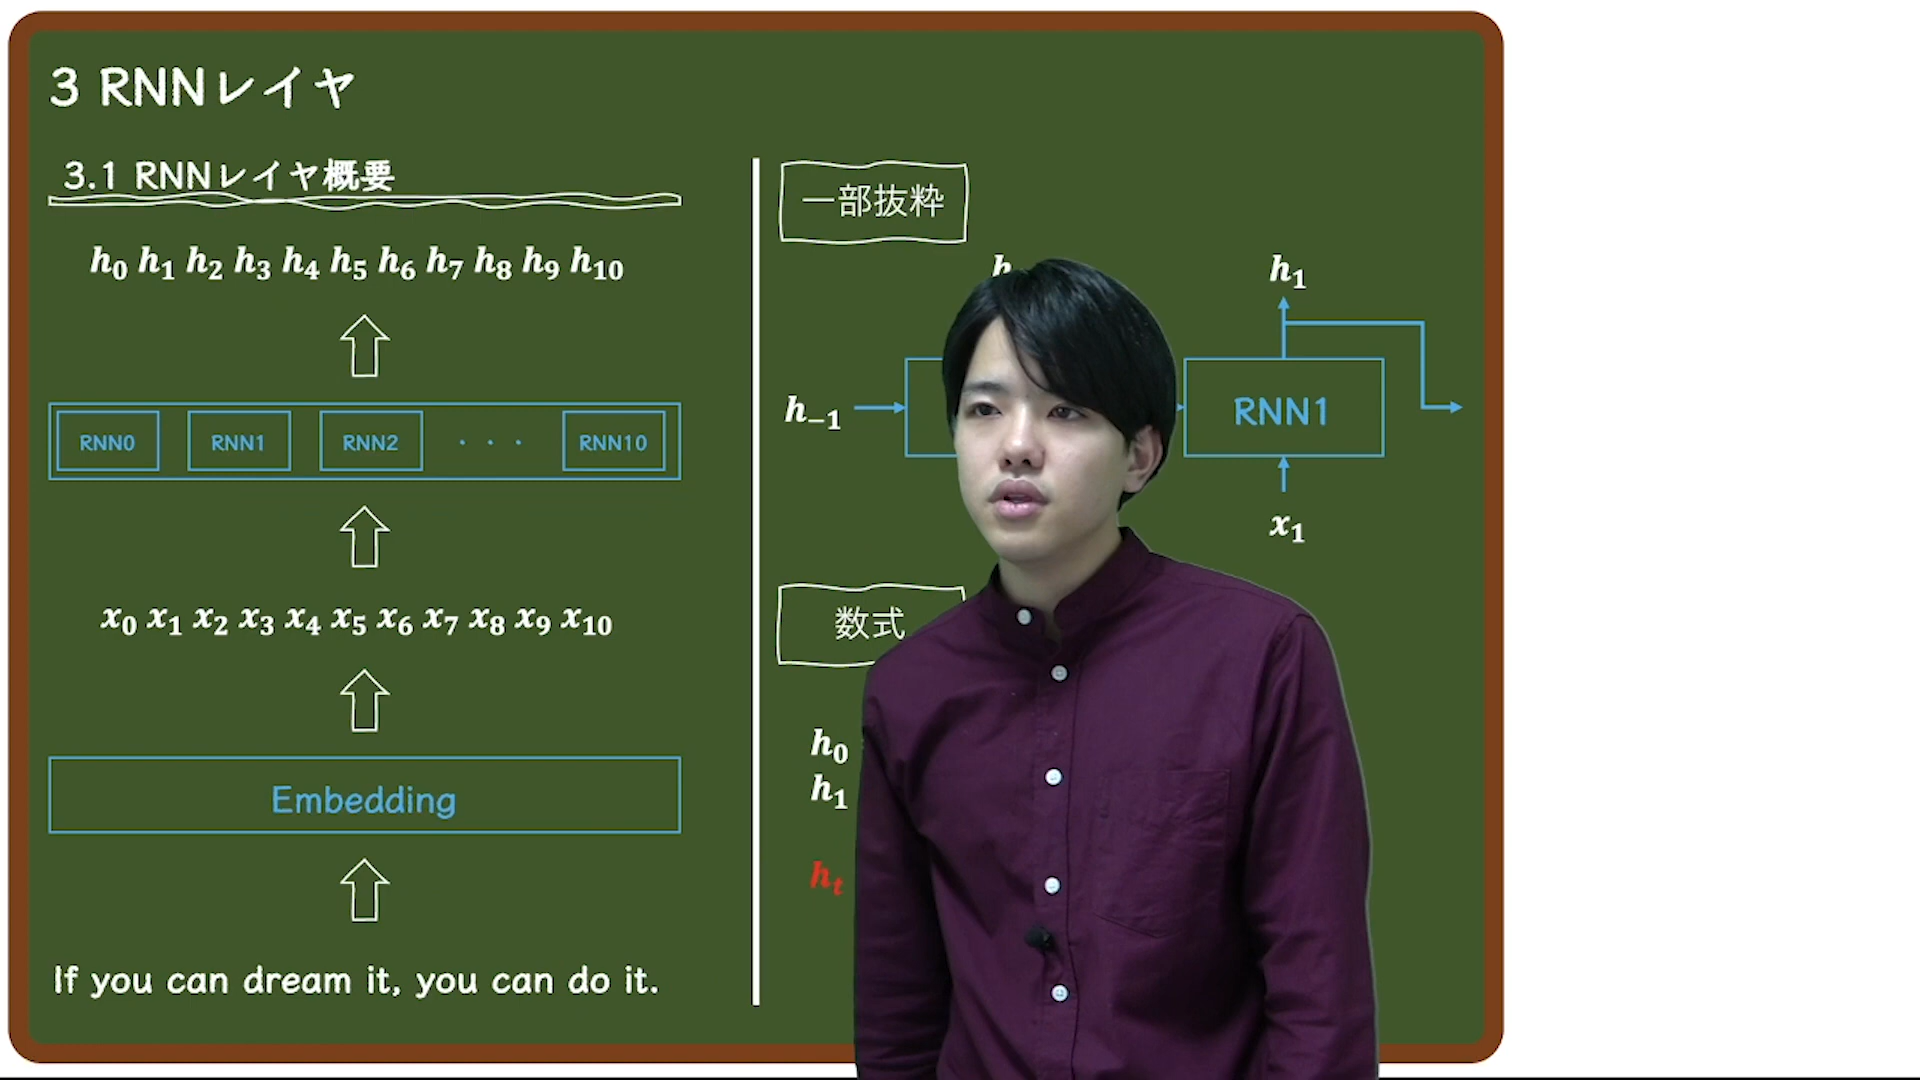 3 RNNレイヤ
3.1 RNNレイヤ概要
h0 h1 h2 h3 h4 h5 h6 h7 h8 h9 h10
RNN0 RNN1 RNN2 ・・・ RNN10
x0 x1 x2 x3 x4 x5 x6 x7 x8 x9 x10
Embedding
If you can dream it, you can do it.
一部抜粋
h1
h−1
RNN1
x1
数式
h0
h1
ht